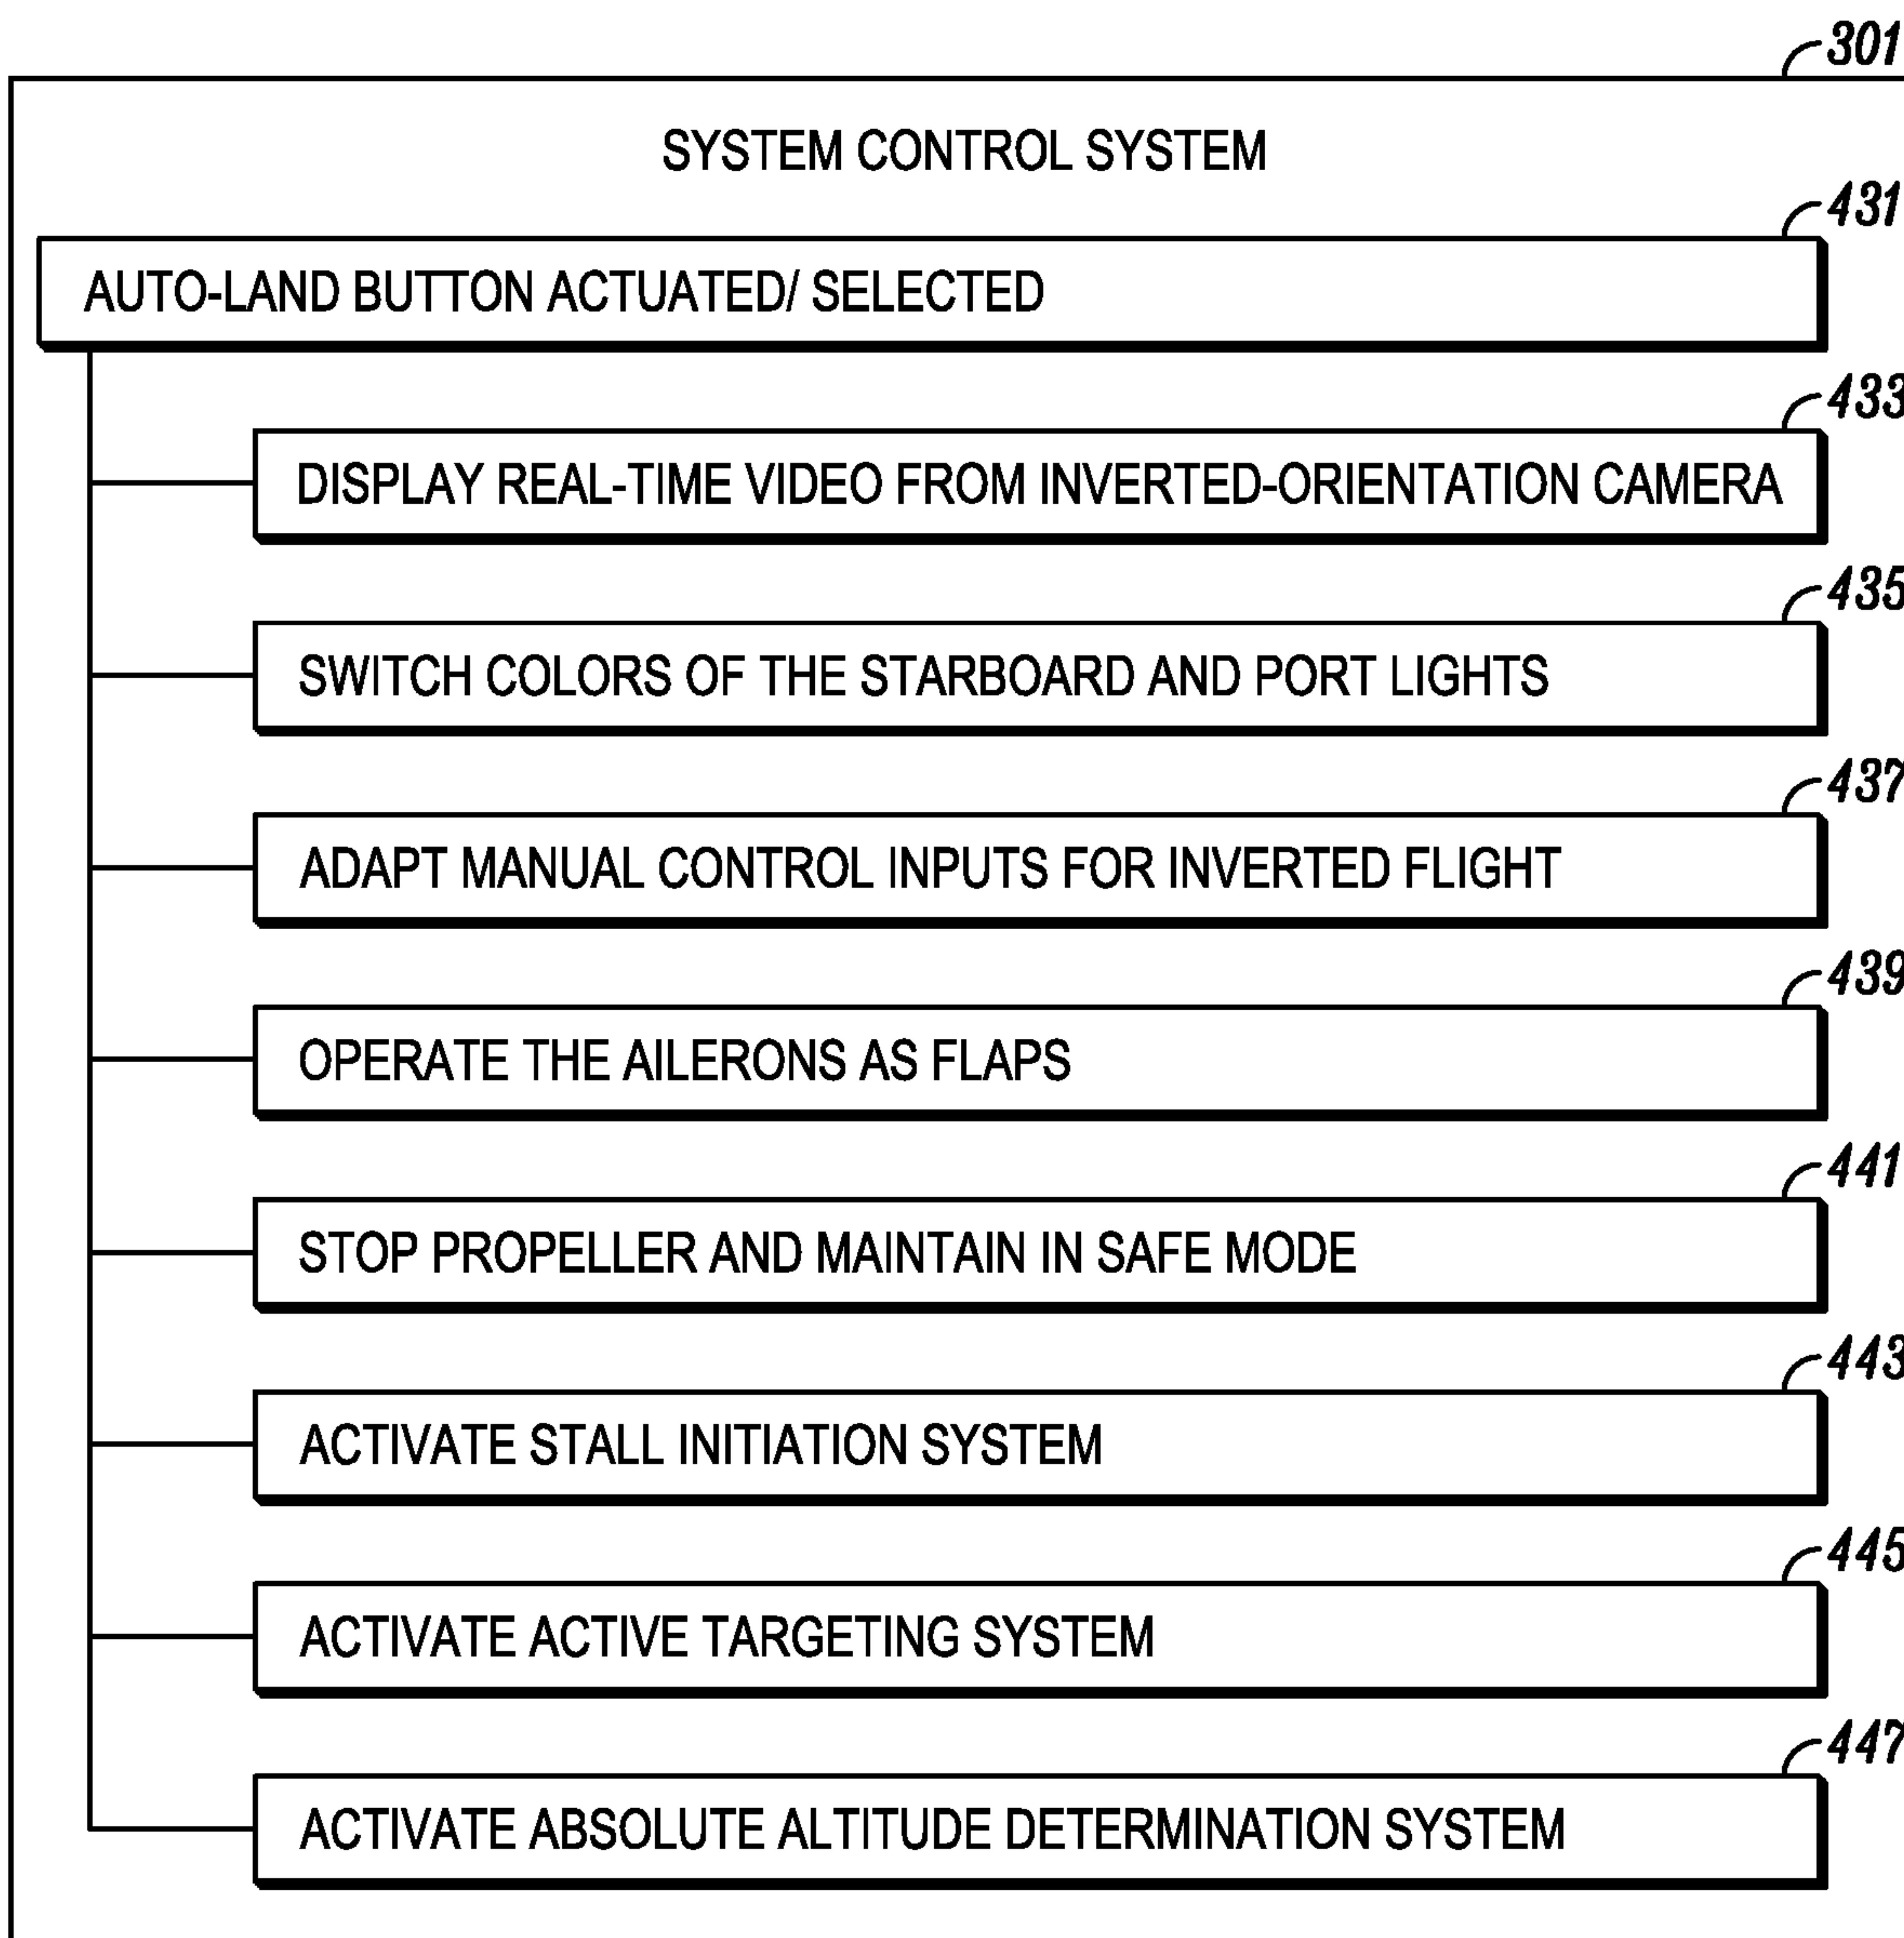 301
SYSTEM CONTROL SYSTEM
431
AUTO-LAND BUTTON ACTUATED/ SELECTED
433
DISPLAY REAL-TIME VIDEO FROM INVERTED-ORIENTATION CAMERA
435
SWITCH COLORS OF THE STARBOARD AND PORT LIGHTS
437
ADAPT MANUAL CONTROL INPUTS FOR INVERTED FLIGHT
439
OPERATE THE AILERONS AS FLAPS
441
STOP PROPELLER AND MAINTAIN IN SAFE MODE
443
ACTIVATE STALL INITIATION SYSTEM
445
ACTIVATE ACTIVE TARGETING SYSTEM
447
ACTIVATE ABSOLUTE ALTITUDE DETERMINATION SYSTEM